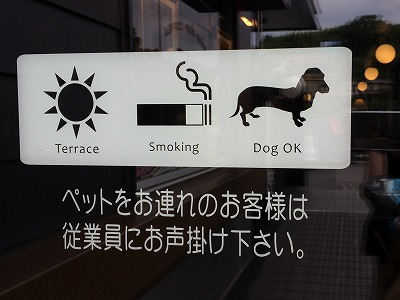 Terrace Smoking Dog OK
ペットをお連れのお客様は
従業員にお声掛け下さい。